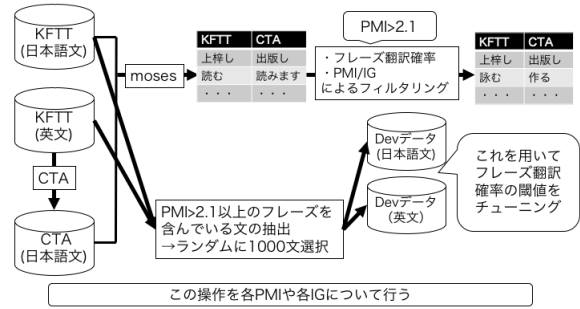 KFTT
(日本語文)
KFTT
(英文)
CTA
CTA
(日本語文)
moses
KFTT CTA
上梓し 出版し
読む 読みます
・・・ ・・・
PMI>2.1
・フレーズ翻訳確率
・PMI/IG
によるフィルタリング
KFTT CTA
上梓し 出版し
詠む 作る
・・・ ・・・
PMI>2.1以上のフレーズを
含んでいる文の抽出
→ランダムに1000文選択
Devデータ
(日本語文)
Devデータ
(英文)
これを用いて
フレーズ翻訳
確率の閾値を
チューニング
この操作を各PMIや各IGについて行う